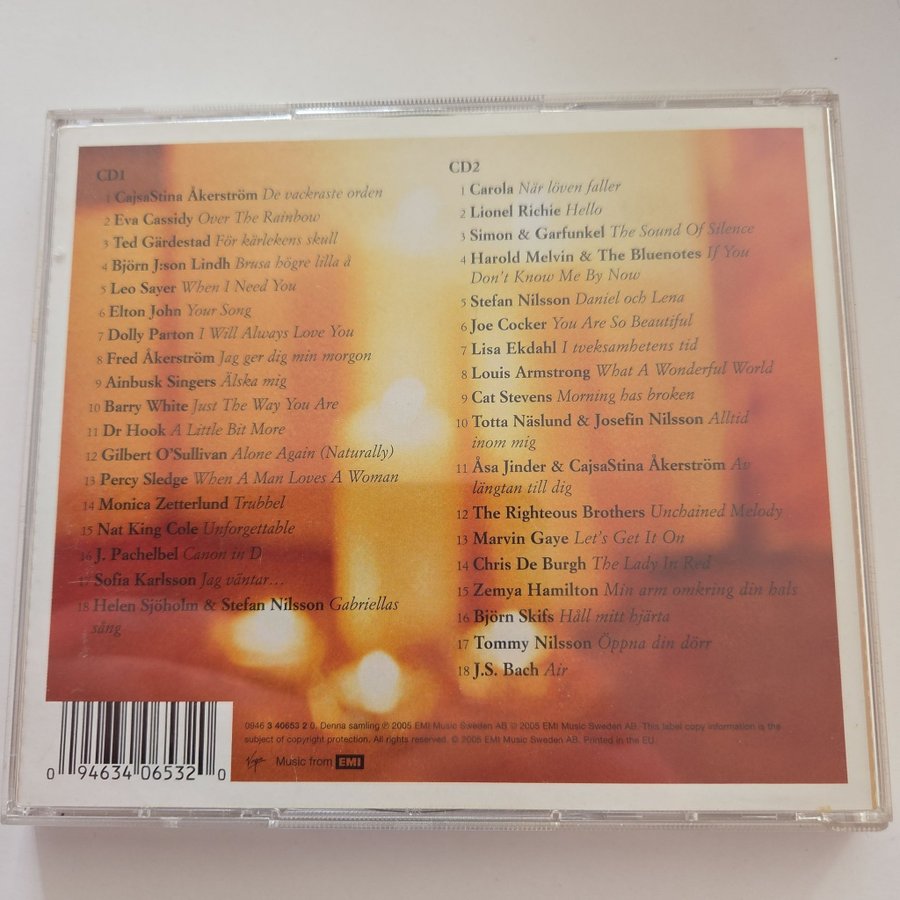 CD1
1 CajsaStina Åkerström De vackraste orden
2 Eva Cassidy Over The Rainbow
3 Ted Gärdestad För kärlekens skull
4 Björn J:son Lindh Brusa högre lilla å
5 Leo Sayer When I Need You
6 Elton John Your Song
7 Dolly Parton I Will Always Love You
8 Fred Åkerström Jag ger dig min morgon
9 Ainbusk Singers Älska mig
10 Barry White Just The Way You Are
11 Dr Hook A Little Bit More
12 Gilbert O'Sullivan Alone Again (Naturally)
13 Percy Sledge When A Man Loves A Woman
14 Monica Zetterlund Trubbel
15 Nat King Cole Unforgettable
16 J. Pachelbel Canon in D
17 Sofia Karlsson Jag väntar...
18 Helen Sjöholm & Stefan Nilsson Gabriellas
sång
CD2
1 Carola När löven faller
2 Lionel Richie Hello
3 Simon & Garfunkel The Sound Of Silence
4 Harold Melvin & The Bluenotes If You
Don't Know Me By Now
5 Stefan Nilsson Daniel och Lena
6 Joe Cocker You Are So Beautiful
7 Lisa Ekdahl I tveksamhetens tid
8 Louis Armstrong What A Wonderful World
9 Cat Stevens Morning has broken
10 Totta Näslund & Josefin Nilsson Alltid
inom mig
11 Åsa Jinder & CajsaStina Åkerström Av
längtan till dig
12 The Righteous Brothers Unchained Melody
13 Marvin Gaye Let's Get It On
14 Chris De Burgh The Lady In Red
15 Zemya Hamilton Min arm omkring din hals
16 Björn Skifs Håll mitt hjärta
17 Tommy Nilsson Öppna din dörr
18 J.S. Bach Air
0946 3 40653 2 0. Denna samling ℗ 2005 EMI Music Sweden AB © 2005 EMI Music Sweden AB. This label copy information is the
subject of copyright protection. All rights reserved. © 2005 EMI Music Sweden AB. Printed in the EU.
Virgin Music from EMI
0 94634 06532 0